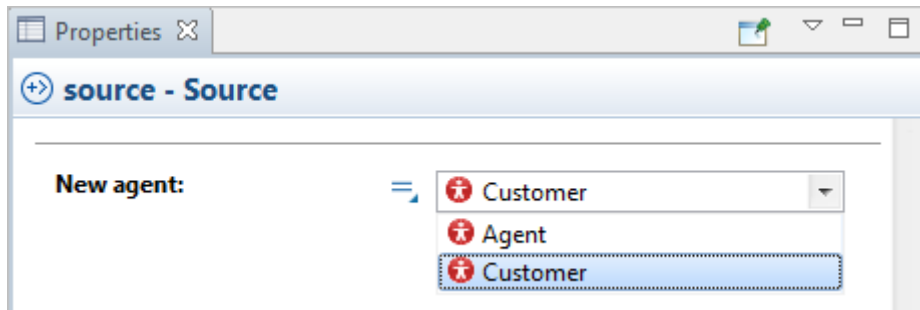 Properties
source - Source
New agent:
Customer
Agent
Customer